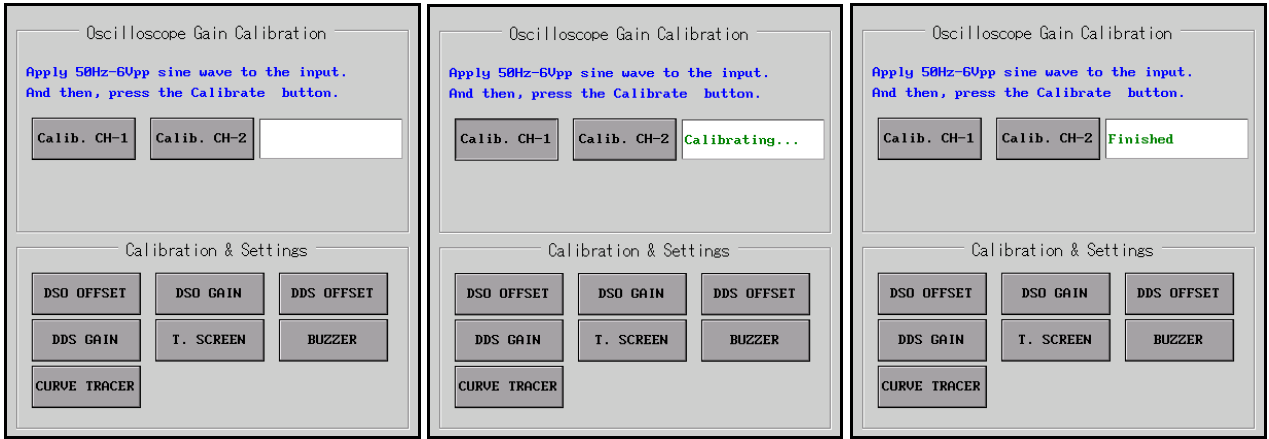 Oscilloscope Gain Calibration
Apply 50Hz-6Vpp sine wave to the input.
And then, press the Calibrate  button.
Calib. CH-1 Calib. CH-2
Calibration & Settings
DSO OFFSET DSO GAIN DDS OFFSET
DDS GAIN T. SCREEN BUZZER
CURVE TRACER
Oscilloscope Gain Calibration
Apply 50Hz-6Vpp sine wave to the input.
And then, press the Calibrate  button.
Calib. CH-1 Calib. CH-2 Calibrating...
Calibration & Settings
DSO OFFSET DSO GAIN DDS OFFSET
DDS GAIN T. SCREEN BUZZER
CURVE TRACER
Oscilloscope Gain Calibration
Apply 50Hz-6Vpp sine wave to the input.
And then, press the Calibrate  button.
Calib. CH-1 Calib. CH-2 Finished
Calibration & Settings
DSO OFFSET DSO GAIN DDS OFFSET
DDS GAIN T. SCREEN BUZZER
CURVE TRACER